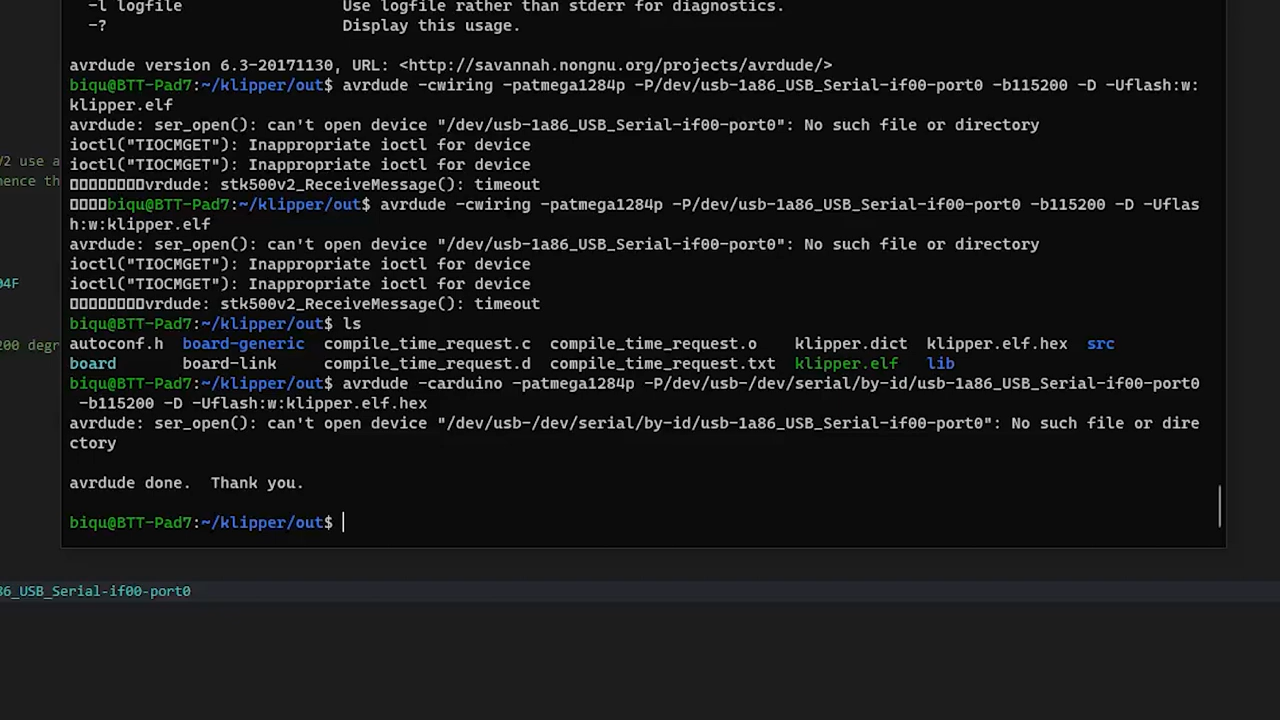 -l logfile Use logfile rather than stderr for diagnostics.
-? Display this usage.
avrdude version 6.3-20171130, URL: <http://savannah.nongnu.org/projects/avrdude/>
biqu@BTT-Pad7:~/klipper/out$ avrdude -cwiring -patmega1284p -P/dev/usb-1a86_USB_Serial-if00-port0 -b115200 -D -Uflash:w:
klipper.elf
avrdude: ser_open(): can't open device "/dev/usb-1a86_USB_Serial-if00-port0": No such file or directory
ioctl("TIOCMGET"): Inappropriate ioctl for device
V2 use a
ioctl("TIOCMGET"): Inappropriate ioctl for device
hence th
▯▯▯▯▯▯▯▯vrdude: stk500v2_ReceiveMessage(): timeout
▯▯▯▯biqu@BTT-Pad7:~/klipper/out$ avrdude -cwiring -patmega1284p -P/dev/usb-1a86_USB_Serial-if00-port0 -b115200 -D -Uflas
h:w:klipper.elf
avrdude: ser_open(): can't open device "/dev/usb-1a86_USB_Serial-if00-port0": No such file or directory
ioctl("TIOCMGET"): Inappropriate ioctl for device
04F
ioctl("TIOCMGET"): Inappropriate ioctl for device
▯▯▯▯▯▯▯▯vrdude: stk500v2_ReceiveMessage(): timeout
biqu@BTT-Pad7:~/klipper/out$ ls
200 degr
autoconf.h board-generic compile_time_request.c compile_time_request.o klipper.dict klipper.elf.hex src
board board-link compile_time_request.d compile_time_request.txt klipper.elf lib
biqu@BTT-Pad7:~/klipper/out$ avrdude -carduino -patmega1284p -P/dev/usb-/dev/serial/by-id/usb-1a86_USB_Serial-if00-port0
-b115200 -D -Uflash:w:klipper.elf.hex
avrdude: ser_open(): can't open device "/dev/usb-/dev/serial/by-id/usb-1a86_USB_Serial-if00-port0": No such file or dire
ctory
avrdude done. Thank you.
biqu@BTT-Pad7:~/klipper/out$
86_USB_Serial-if00-port0